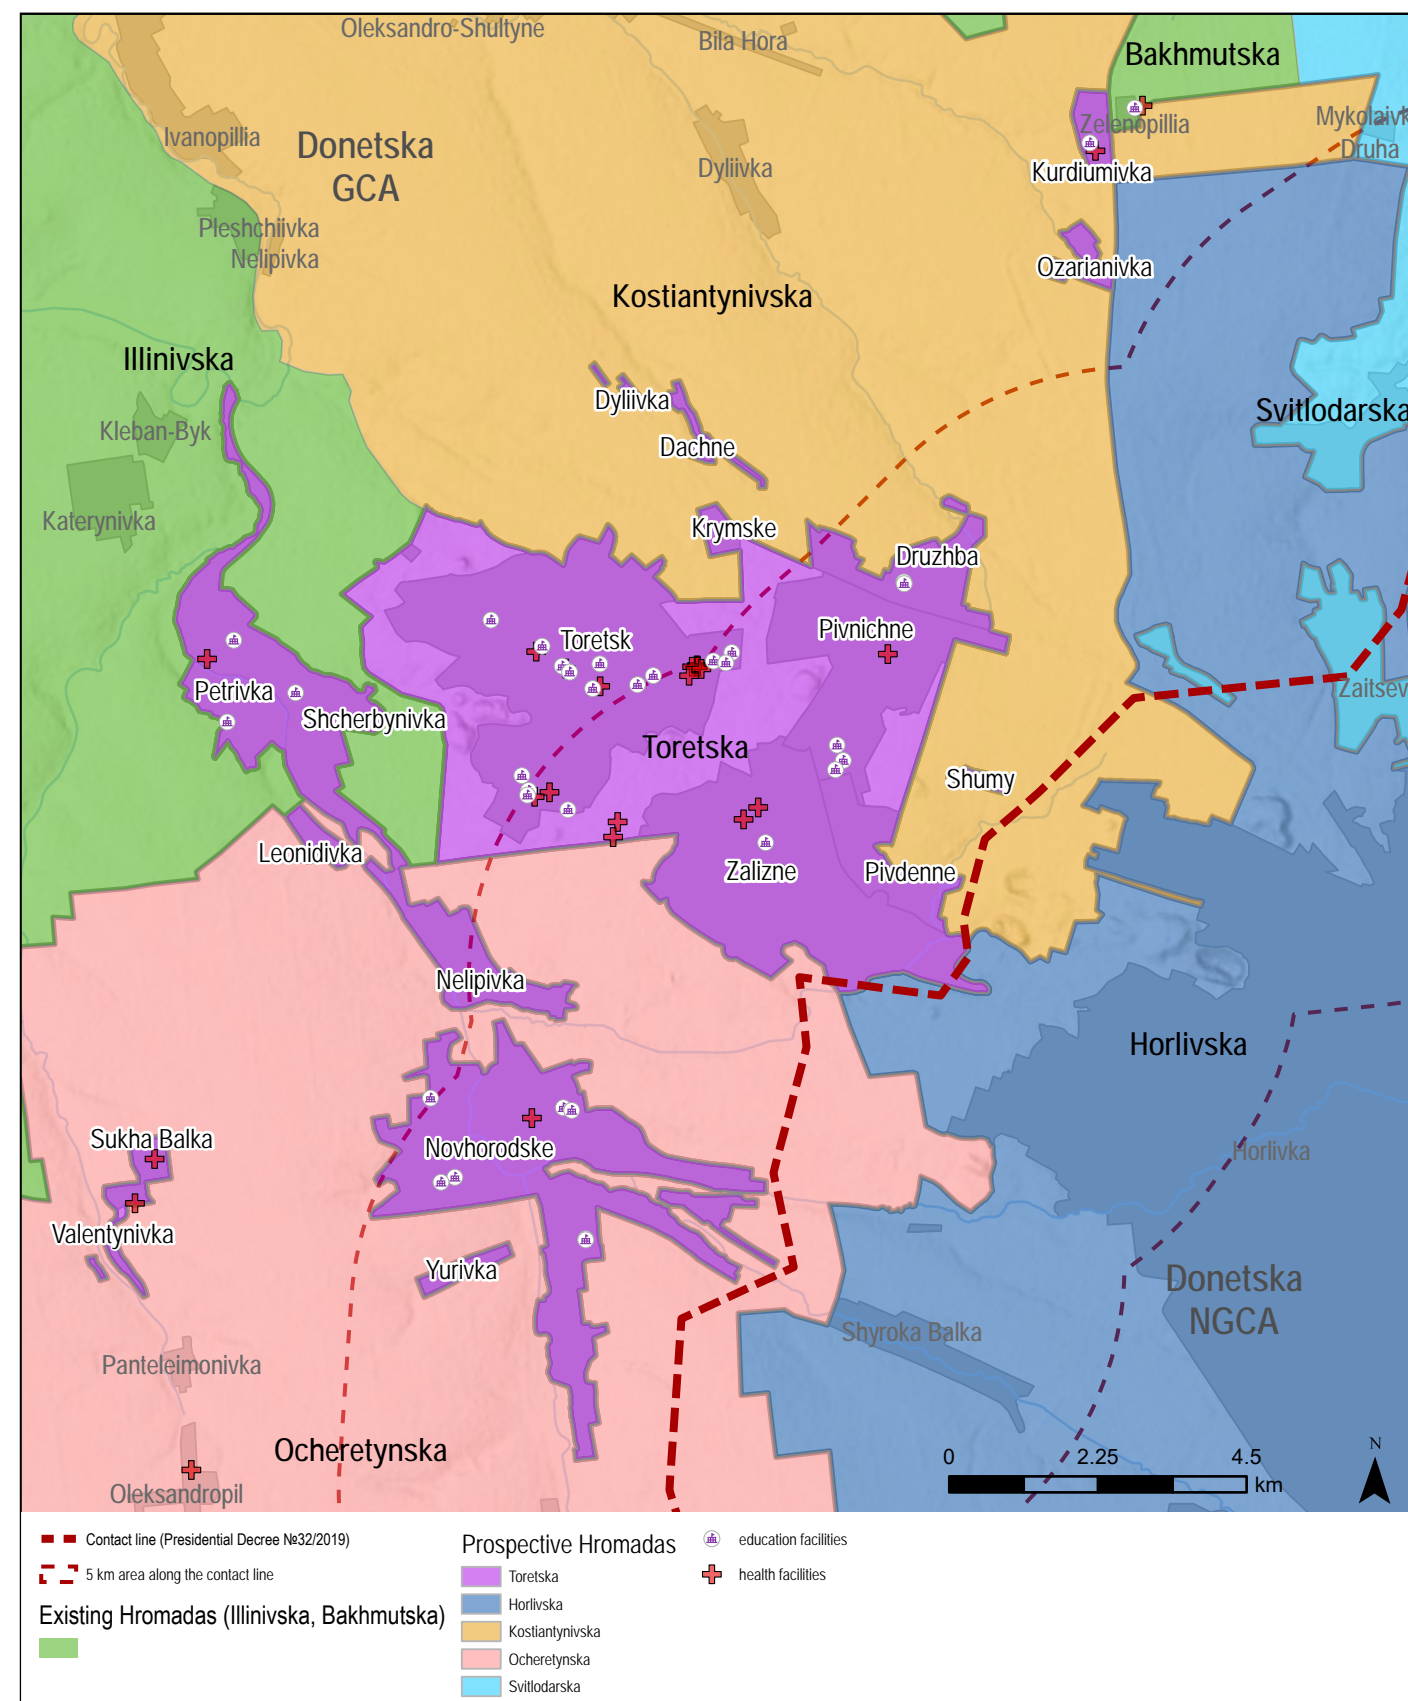 Oleksandro-Shultyne
Bila Hora
Bakhmutska
Ivanopillia
Donetska
GCA
Zelenopillia
Mykolaivk
Druha
Dyliivka
Kurdiumivka
Pleshchiivka
Nelipivka
Ozarianivka
Kostiantynivska
Illinivska
Dyliivka
Svitlodarska
Kleban-Byk
Dachne
Katerynivka
Krymske
Druzhba
Toretsk
Pivnichne
Petrivka
Shcherbynivka
Zaitsev
Toretska
Shumy
Leonidivka
Zalizne
Pivdenne
Nelipivka
Horlivska
Sukha Balka
Novhorodske
Horlivka
Valentynivka
Yurivka
Donetska
NGCA
Shyroka Balka
Panteleimonivka
Ocheretynska
Oleksandropil
0 2.25 4.5
km
N
Contact line (Presidential Decree №32/2019)
5 km area along the contact line
Existing Hromadas (Illinivska, Bakhmutska)
Prospective Hromadas
Toretska
Horlivska
Kostiantynivska
Ocheretynska
Svitlodarska
education facilities
health facilities